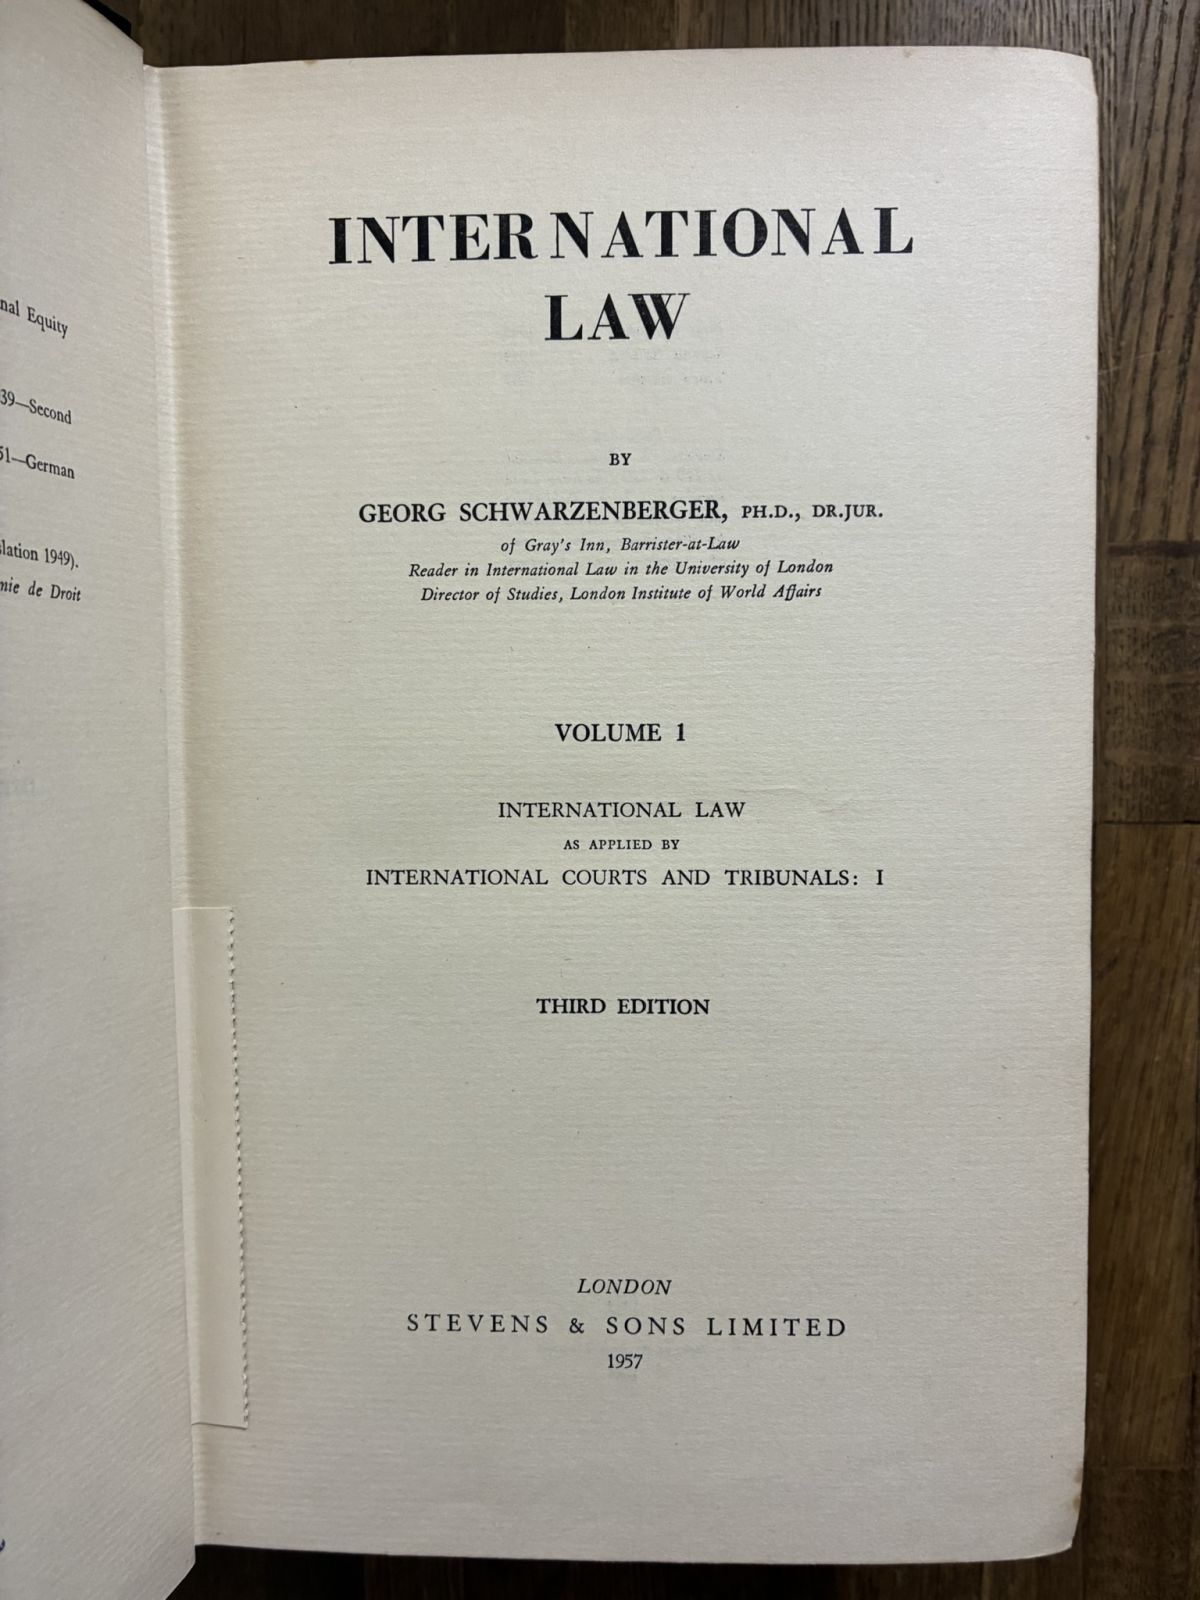 nal Equity
39—Second
51—German
lation 1949).
mie de Droit
INTERNATIONAL
LAW
BY
GEORG SCHWARZENBERGER, PH.D., DR.JUR.
of Gray's Inn, Barrister-at-Law
Reader in International Law in the University of London
Director of Studies, London Institute of World Affairs
VOLUME 1
INTERNATIONAL LAW
AS APPLIED BY
INTERNATIONAL COURTS AND TRIBUNALS: I
THIRD EDITION
LONDON
STEVENS & SONS LIMITED
1957